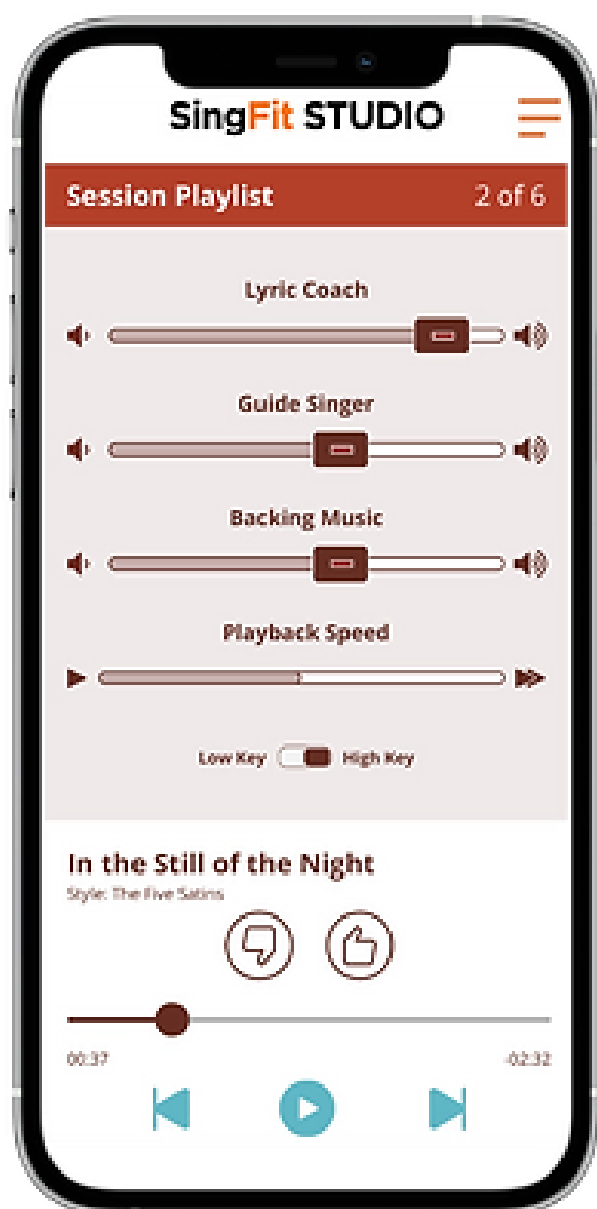 SingFit STUDIO
Session Playlist 2 of 6
Lyric Coach
Guide Singer
Backing Music
Playback Speed
Low Key High Key
In the Still of the Night
Style: The Five Satins
00:37 -02:32